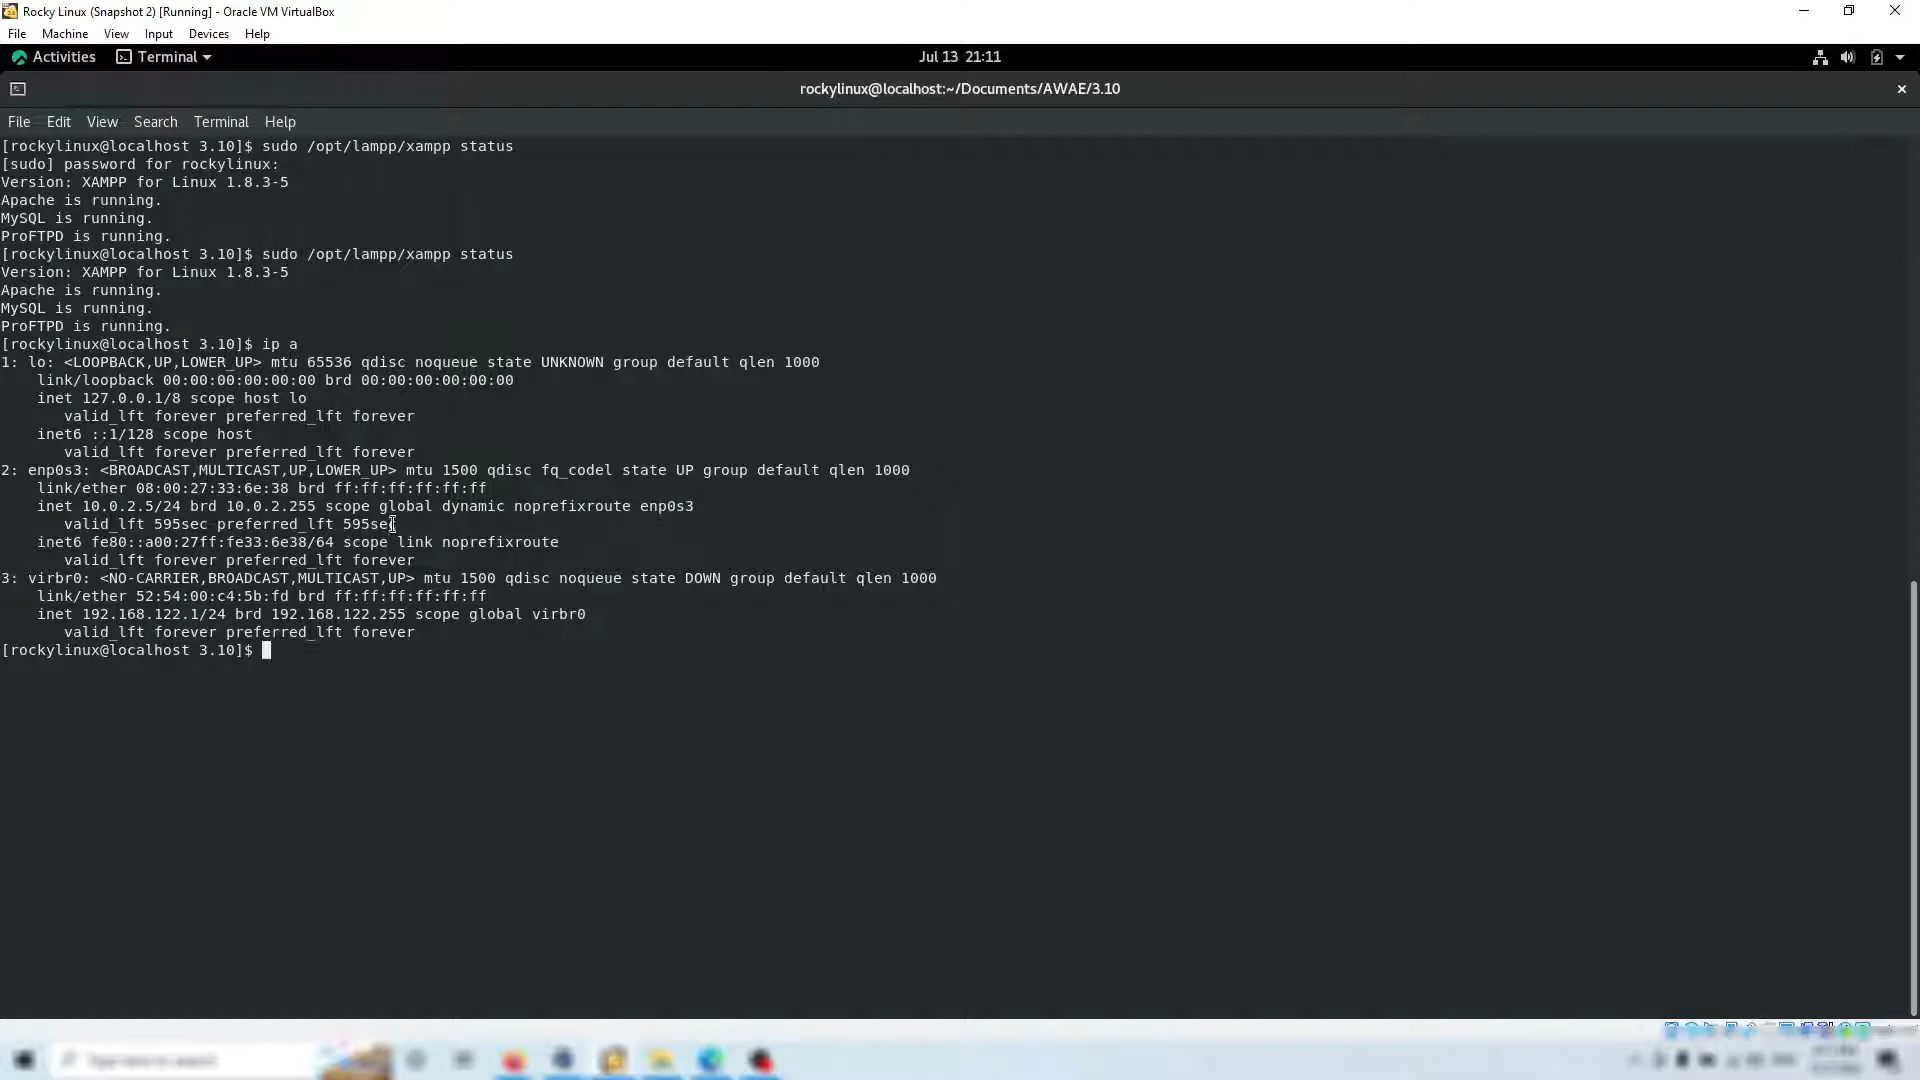 Rocky Linux (Snapshot 2) [Running] - Oracle VM VirtualBox
File Machine View Input Devices Help
Activities Terminal Jul 13 21:11
rockylinux@localhost:~/Documents/AWAE/3.10
File Edit View Search Terminal Help
[rockylinux@localhost 3.10]$ sudo /opt/lampp/xampp status
[sudo] password for rockylinux:
Version: XAMPP for Linux 1.8.3-5
Apache is running.
MySQL is running.
ProFTPD is running.
[rockylinux@localhost 3.10]$ sudo /opt/lampp/xampp status
Version: XAMPP for Linux 1.8.3-5
Apache is running.
MySQL is running.
ProFTPD is running.
[rockylinux@localhost 3.10]$ ip a
1: lo: <LOOPBACK,UP,LOWER_UP> mtu 65536 qdisc noqueue state UNKNOWN group default qlen 1000
link/loopback 00:00:00:00:00:00 brd 00:00:00:00:00:00
inet 127.0.0.1/8 scope host lo
valid_lft forever preferred_lft forever
inet6 ::1/128 scope host
valid_lft forever preferred_lft forever
2: enp0s3: <BROADCAST,MULTICAST,UP,LOWER_UP> mtu 1500 qdisc fq_codel state UP group default qlen 1000
link/ether 08:00:27:33:6e:38 brd ff:ff:ff:ff:ff:ff
inet 10.0.2.5/24 brd 10.0.2.255 scope global dynamic noprefixroute enp0s3
valid_lft 595sec preferred_lft 595sec
inet6 fe80::a00:27ff:fe33:6e38/64 scope link noprefixroute
valid_lft forever preferred_lft forever
3: virbr0: <NO-CARRIER,BROADCAST,MULTICAST,UP> mtu 1500 qdisc noqueue state DOWN group default qlen 1000
link/ether 52:54:00:c4:5b:fd brd ff:ff:ff:ff:ff:ff
inet 192.168.122.1/24 brd 192.168.122.255 scope global virbr0
valid_lft forever preferred_lft forever
[rockylinux@localhost 3.10]$
Type here to search